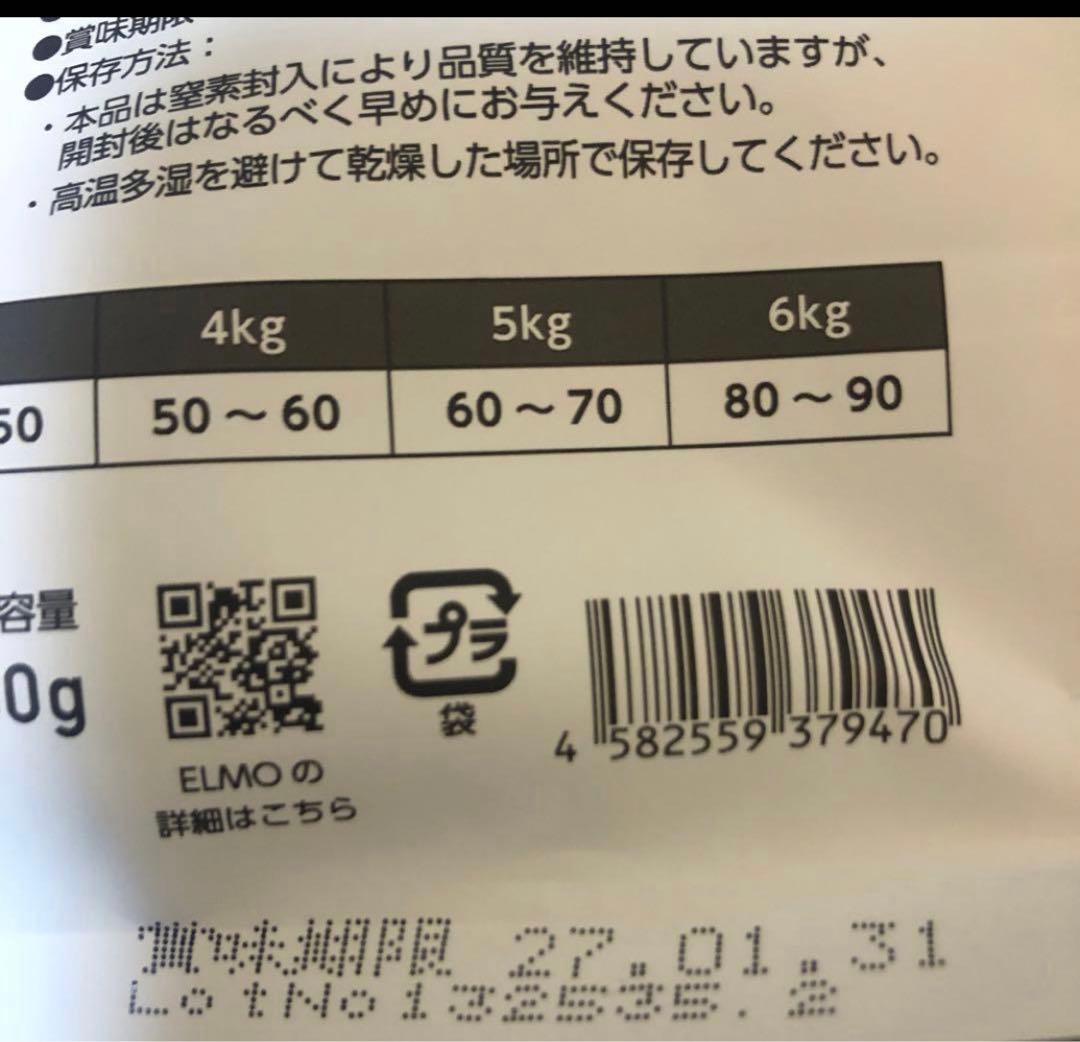 ●賞味期限
●保存方法：
・本品は窒素封入により品質を維持していますが、
開封後はなるべく早めにお与えください。
・高温多湿を避けて乾燥した場所で保存してください。
4kg 5kg 6kg
50 50～60 60～70 80～90
容量
0g
プラ
袋
ELMOの
詳細はこちら
4 582559 379470
賞味期限 27.01.31
LotNo132535.2